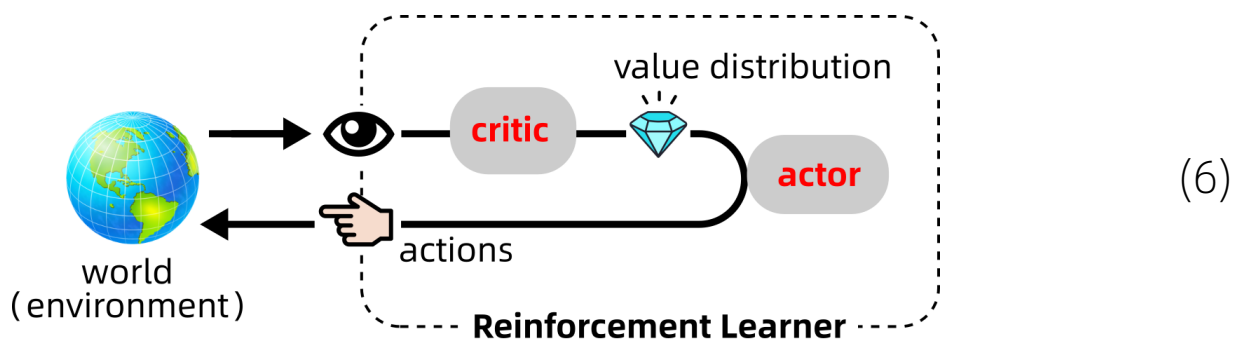 value distribution
critic
actor
(6)
actions
world
(environment)
Reinforcement Learner